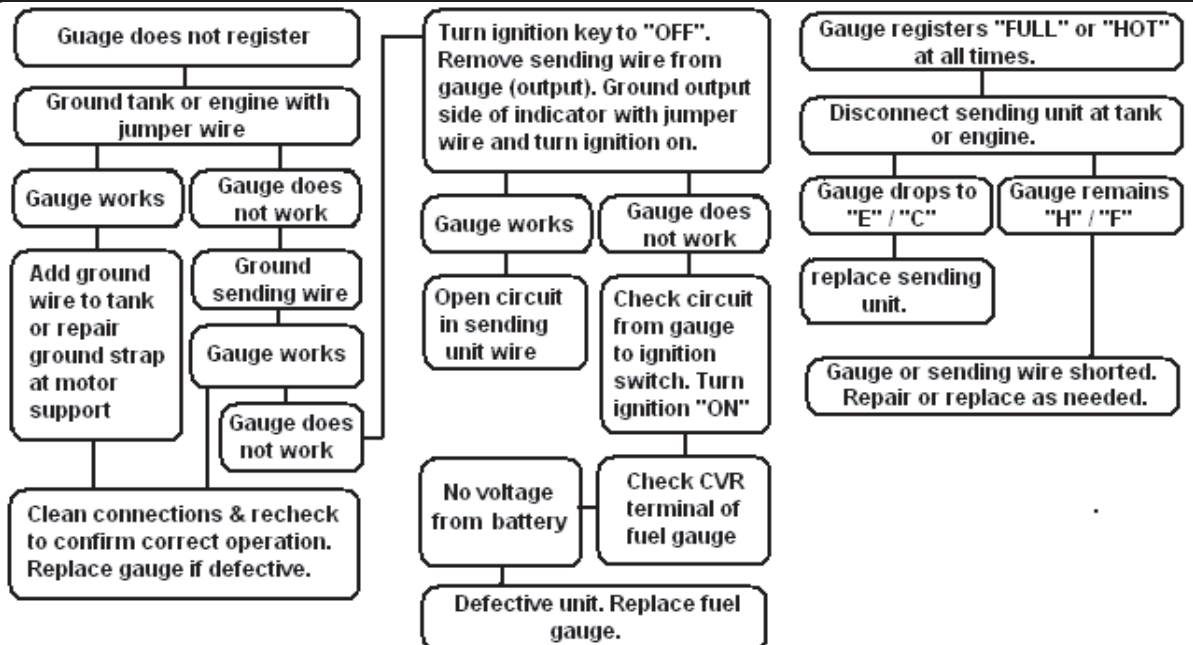 Guage does not register
Ground tank or engine with
jumper wire
Gauge works
Gauge does
not work
Add ground
wire to tank
or repair
ground strap
at motor
support
Ground
sending wire
Gauge works
Gauge does
not work
Clean connections & recheck
to confirm correct operation.
Replace gauge if defective.
Turn ignition key to "OFF".
Remove sending wire from
gauge (output). Ground output
side of indicator with jumper
wire and turn ignition on.
Gauge works
Gauge does
not work
Open circuit
in sending
unit wire
Check circuit
from gauge
to ignition
switch. Turn
ignition "ON"
No voltage
from battery
Check CVR
terminal of
fuel gauge
Defective unit. Replace fuel
gauge.
Gauge registers "FULL" or "HOT"
at all times.
Disconnect sending unit at tank
or engine.
Gauge drops to
"E" / "C"
Gauge remains
"H" / "F"
replace sending
unit.
Gauge or sending wire shorted.
Repair or replace as needed.